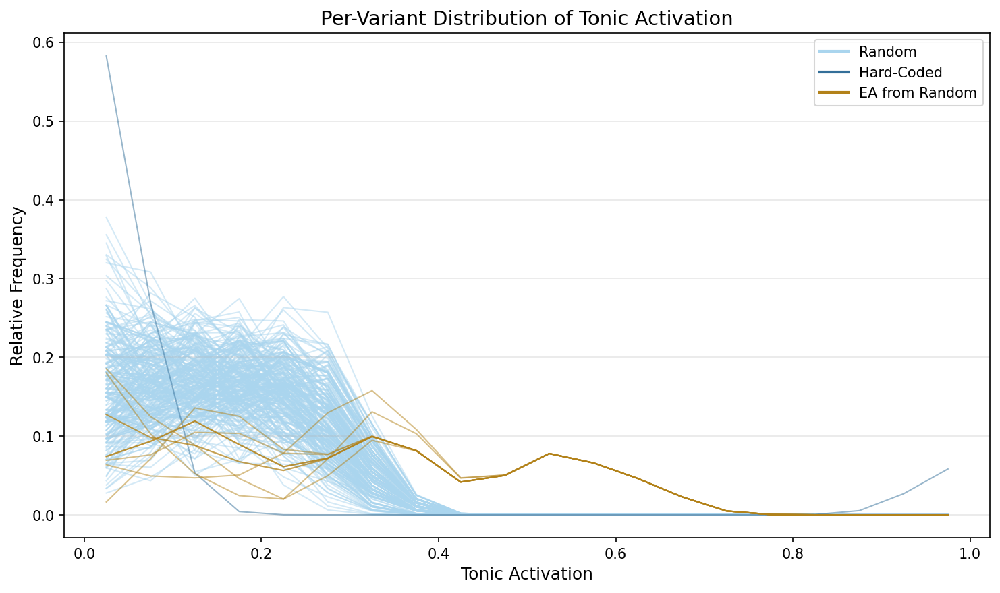 Per-Variant Distribution of Tonic Activation
Random
Hard-Coded
EA from Random
Relative Frequency
0.6
0.5
0.4
0.3
0.2
0.1
0.0
0.0 0.2 0.4 0.6 0.8 1.0
Tonic Activation